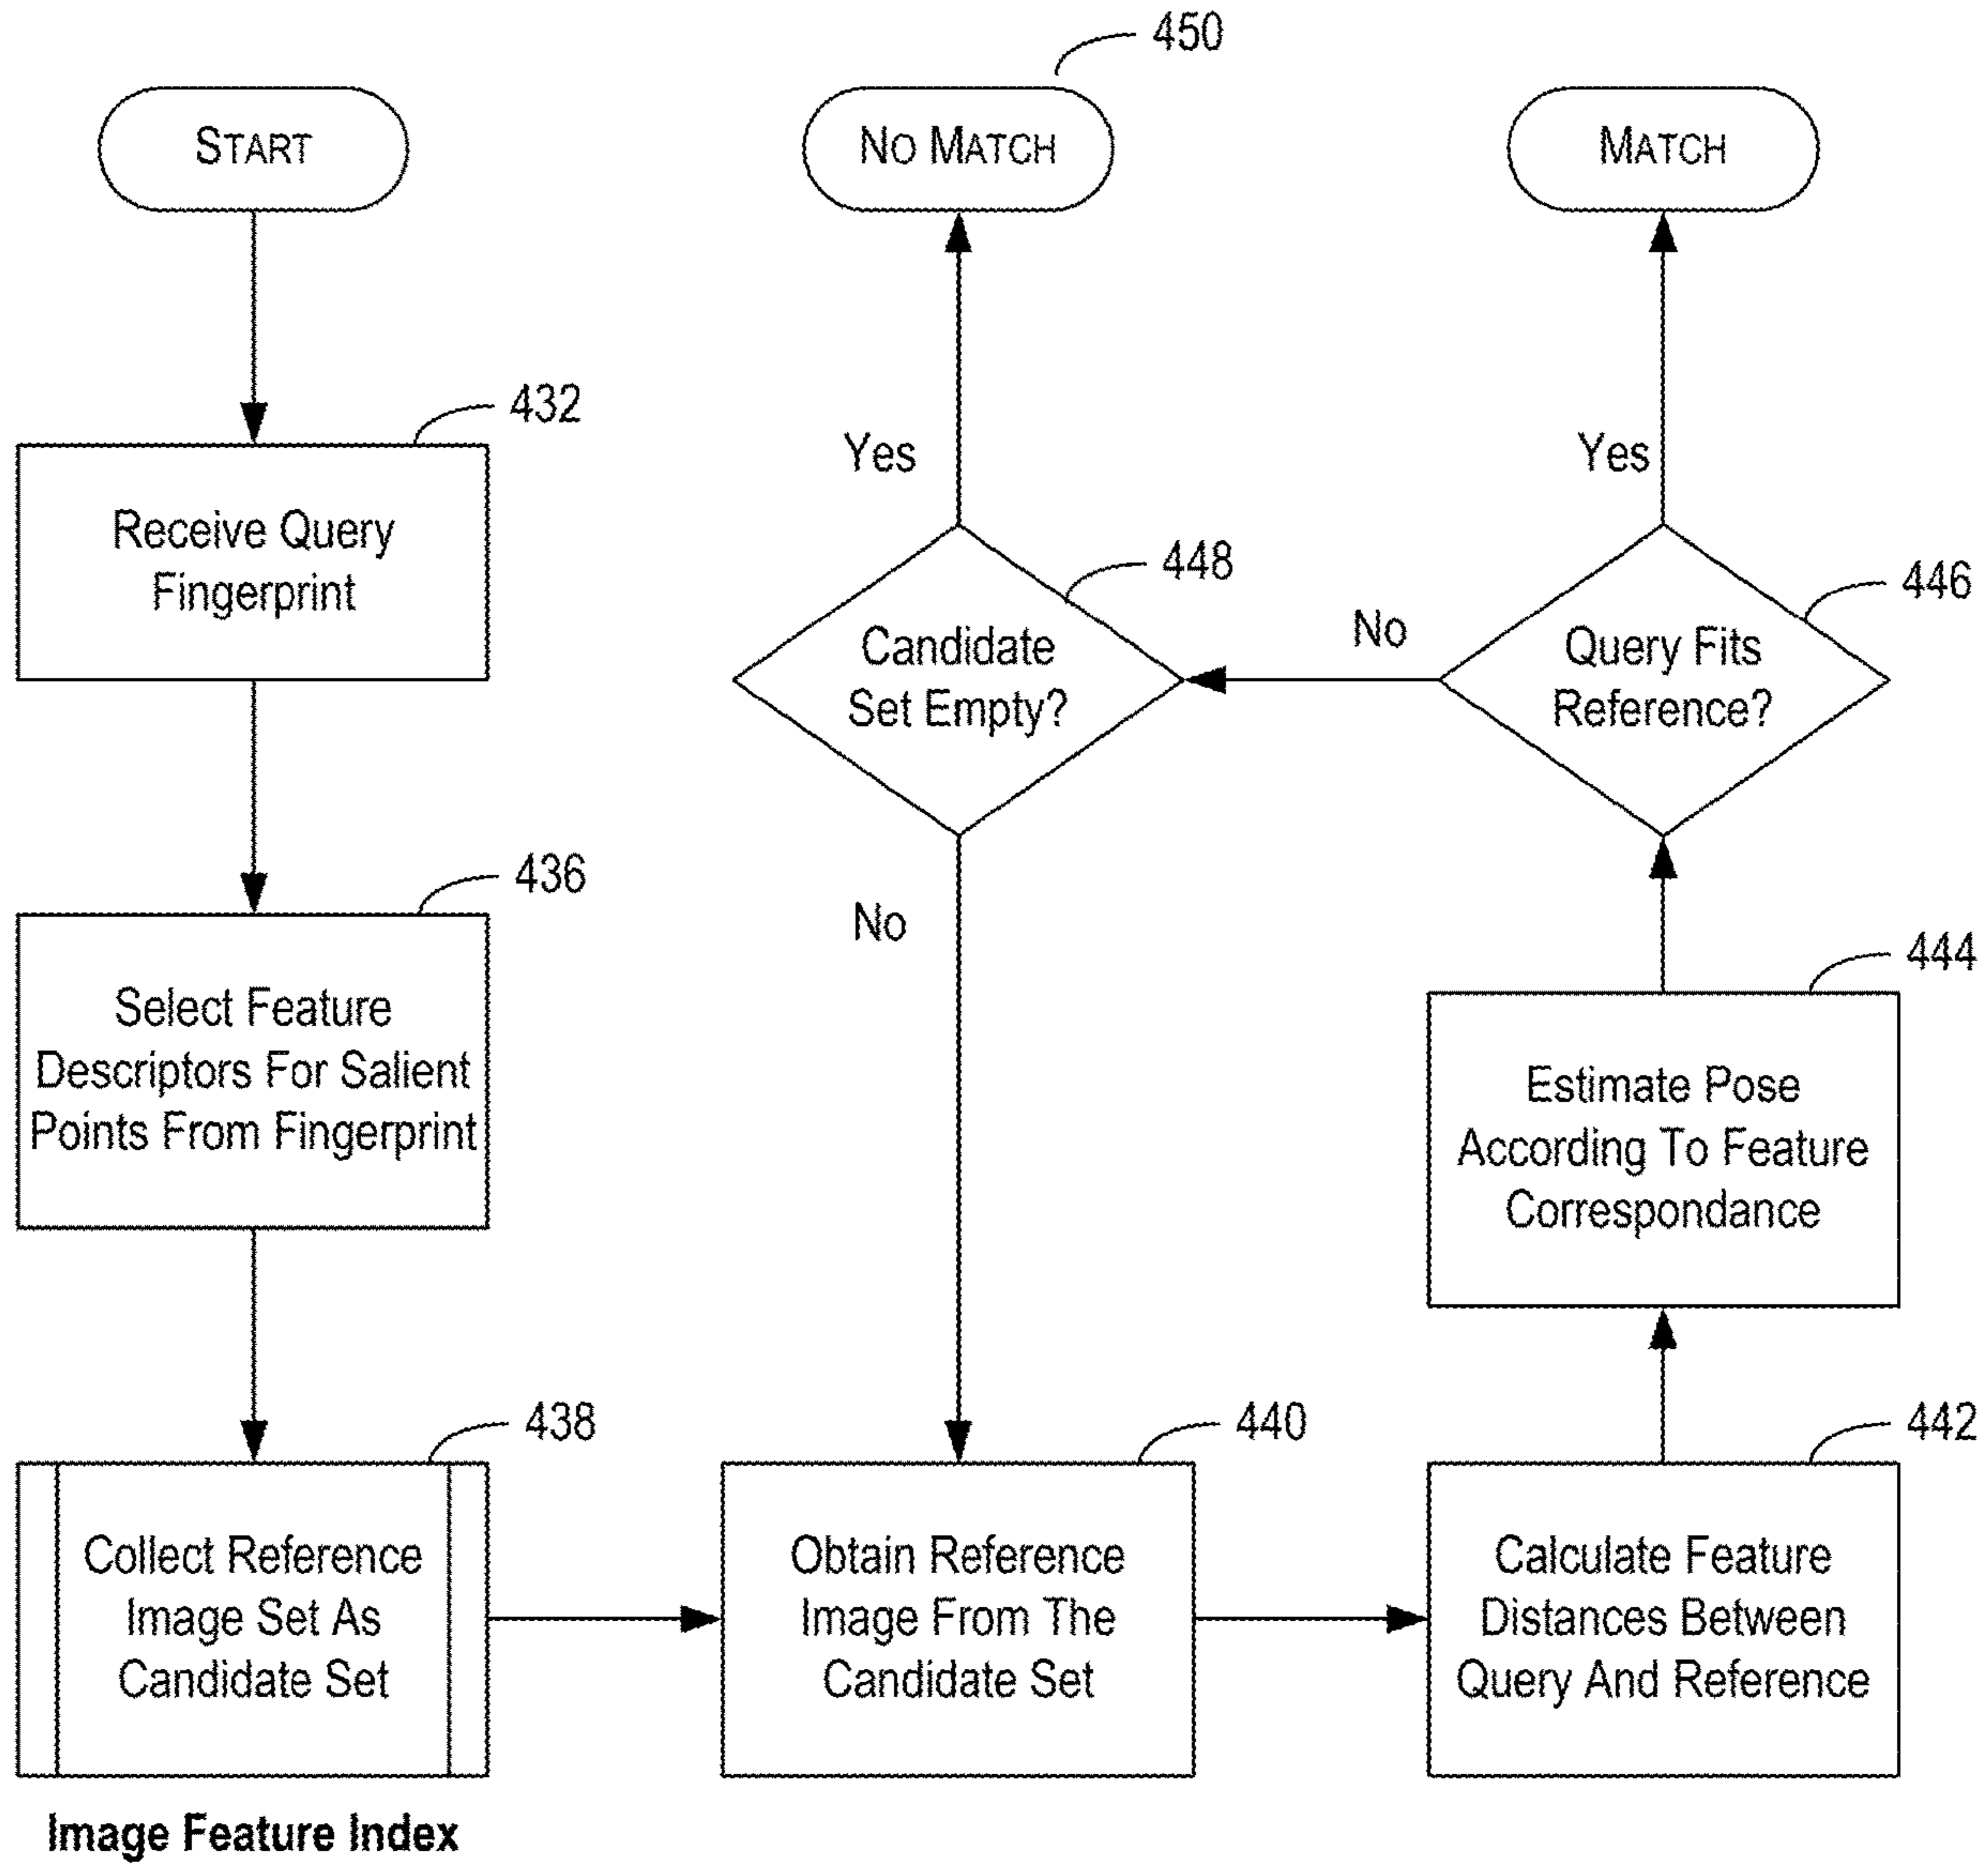 START
432
Receive Query
Fingerprint
436
Select Feature
Descriptors For Salient
Points From Fingerprint
438
Collect Reference
Image Set As
Candidate Set
Image Feature Index
450
NO MATCH
Yes
448
Candidate
Set Empty?
No
440
Obtain Reference
Image From The
Candidate Set
MATCH
Yes
446
Query Fits
Reference?
No
444
Estimate Pose
According To Feature
Correspondance
442
Calculate Feature
Distances Between
Query And Reference